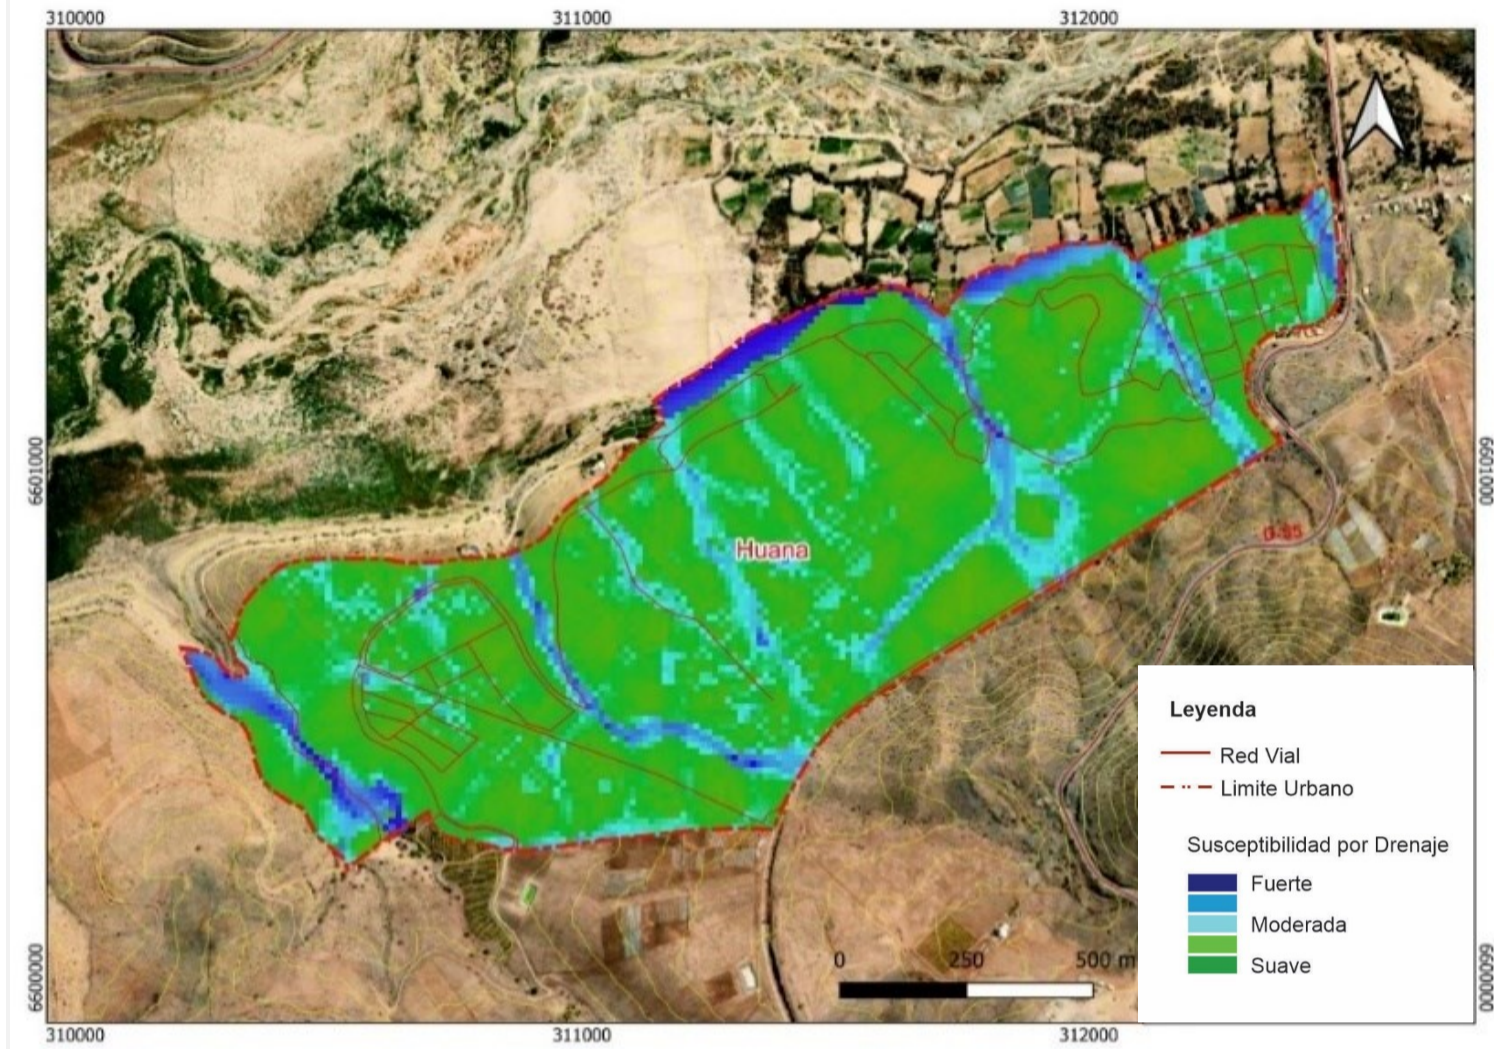 310000 311000 312000
6601000 6601000
Huana
D-55
Leyenda
Red Vial
Limite Urbano
Susceptibilidad por Drenaje
Fuerte
Moderada
Suave
0 250 500 m
6600000 6600000
310000 311000 312000